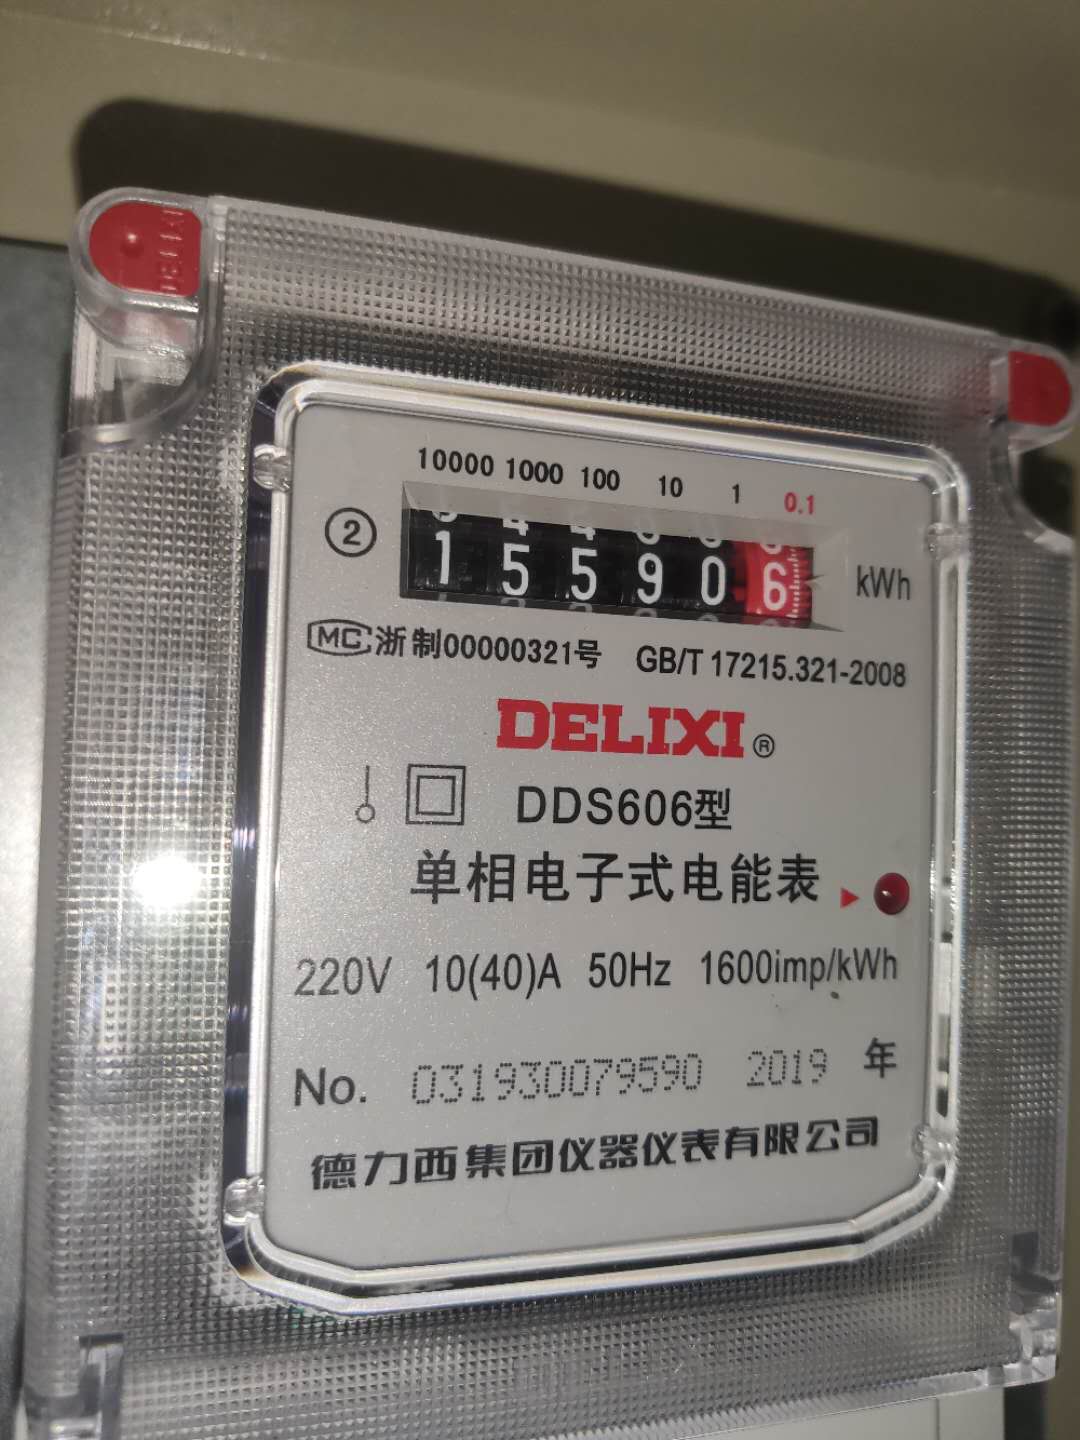 DELIXI
10000 1000 100 10 1 0.1
② 155906 kWh
MC 浙制00000321号 GB/T 17215.321-2008
DELIXI®
DDS606型
单相电子式电能表
220V 10(40)A 50Hz 1600imp/kWh
No. 031930079590 2019 年
德力西集团仪器仪表有限公司